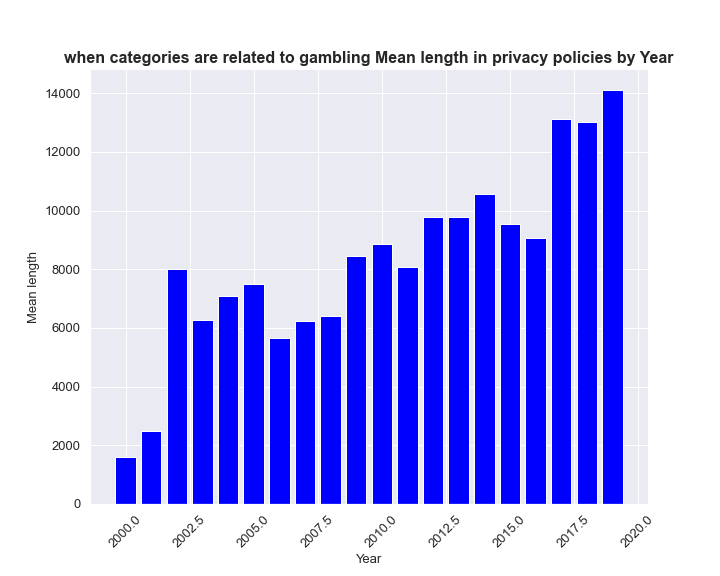 when categories are related to gambling Mean length in privacy policies by Year
14000
12000
10000
8000
6000
4000
2000
0
Mean length
2000.0 2002.5 2005.0 2007.5 2010.0 2012.5 2015.0 2017.5 2020.0
Year